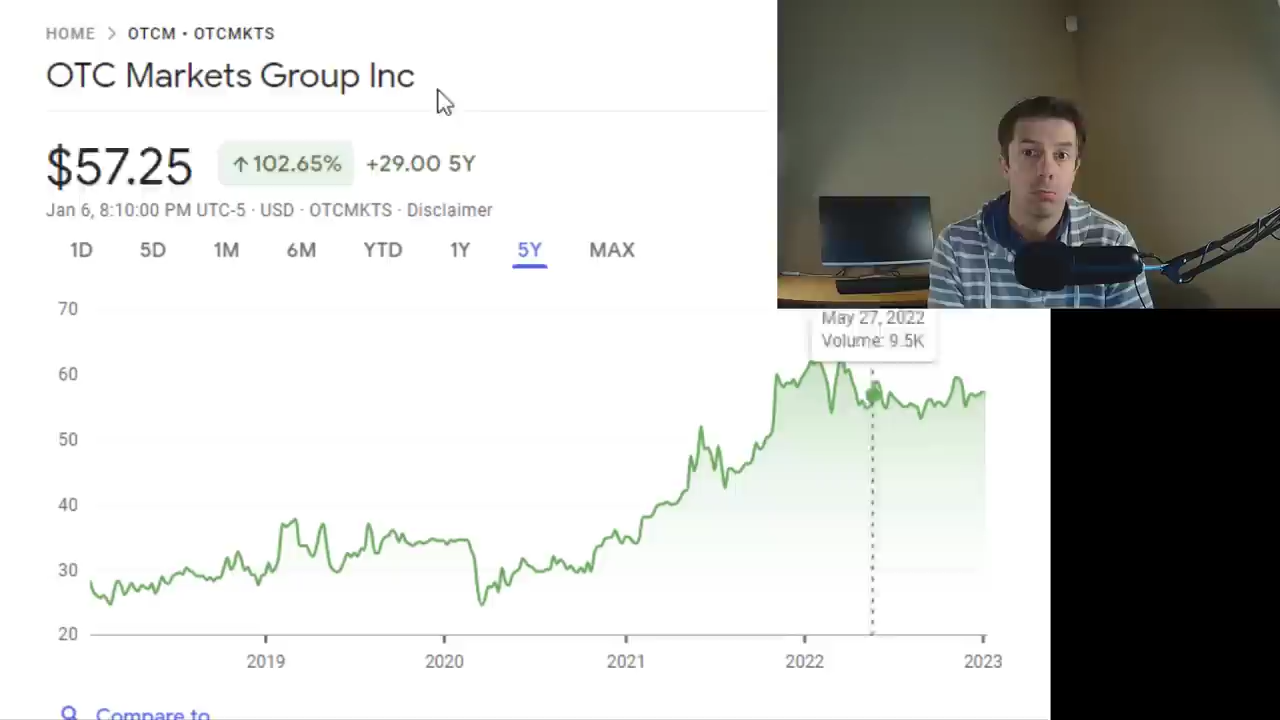 HOME > OTCM • OTCMKTS
OTC Markets Group Inc
$57.25 ↑ 102.65% +29.00 5Y
Jan 6, 8:10:00 PM UTC-5 · USD · OTCMKTS · Disclaimer
1D 5D 1M 6M YTD 1Y 5Y MAX
May 27, 2022
Volume: 9.5K
70
60
50
40
30
20
2019 2020 2021 2022 2023
Compare to